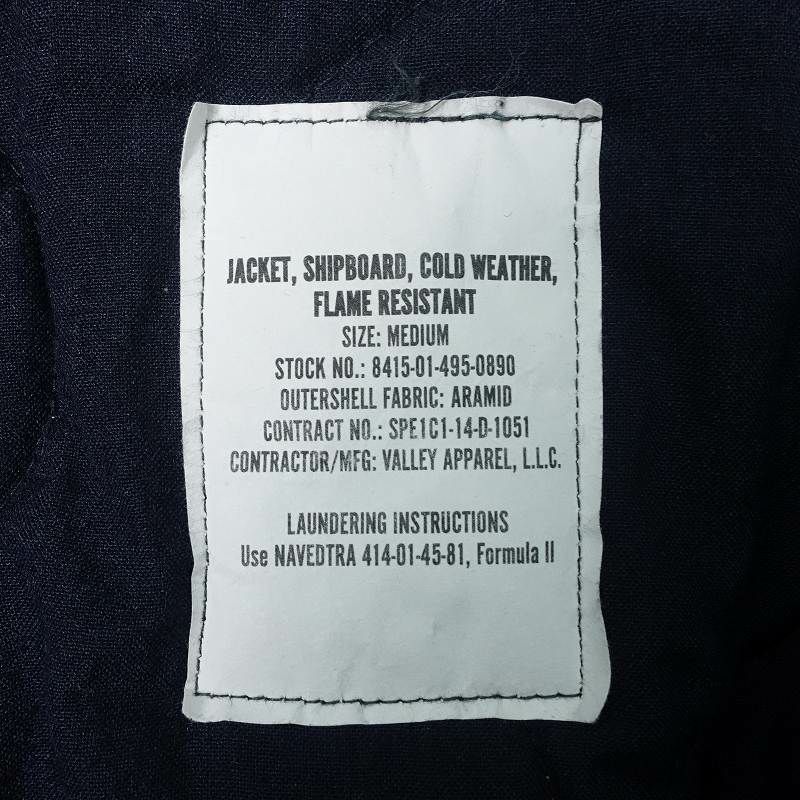 JACKET, SHIPBOARD, COLD WEATHER,
FLAME RESISTANT
SIZE: MEDIUM
STOCK NO.: 8415-01-495-0890
OUTERSHELL FABRIC: ARAMID
CONTRACT NO.: SPE1C1-14-D-1051
CONTRACTOR/MFG: VALLEY APPAREL, L.L.C.
LAUNDERING INSTRUCTIONS
Use NAVEDTRA 414-01-45-81, Formula II